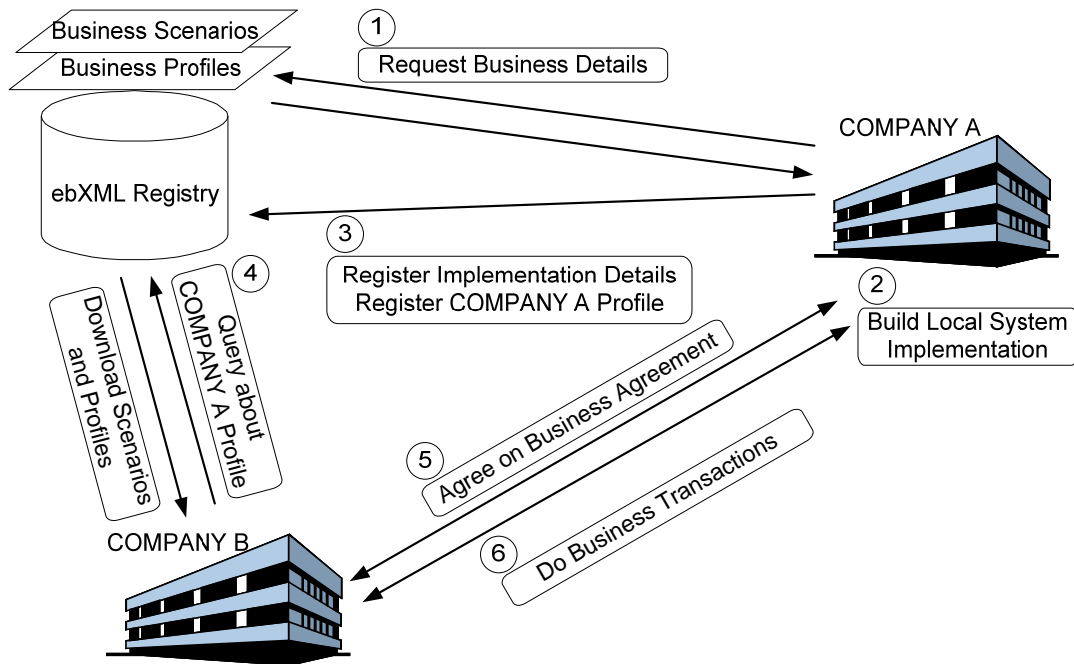 Business Scenarios
Business Profiles
ebXML Registry
1
Request Business Details
COMPANY A
3
Register Implementation Details
Register COMPANY A Profile
2
Build Local System
Implementation
4
Query about
COMPANY A Profile
Download Scenarios
and Profiles
5
Agree on Business Agreement
6
Do Business Transactions
COMPANY B